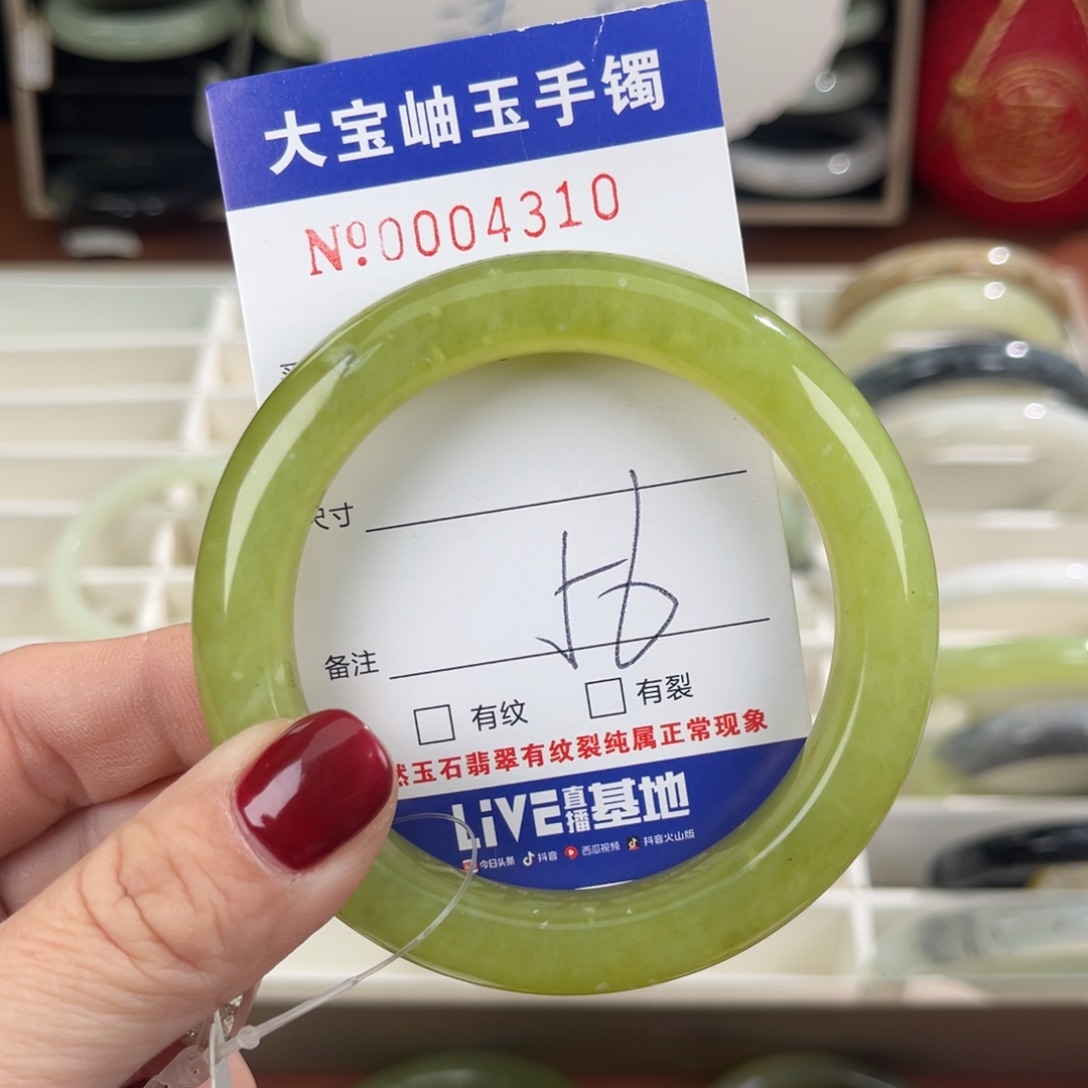 大宝岫玉手镯
№0004310
尺寸
56
备注
□ 有纹 □ 有裂
然玉石翡翠有纹裂纯属正常现象
LiVE直播基地
今日头条 抖音 西瓜视频 抖音火山版